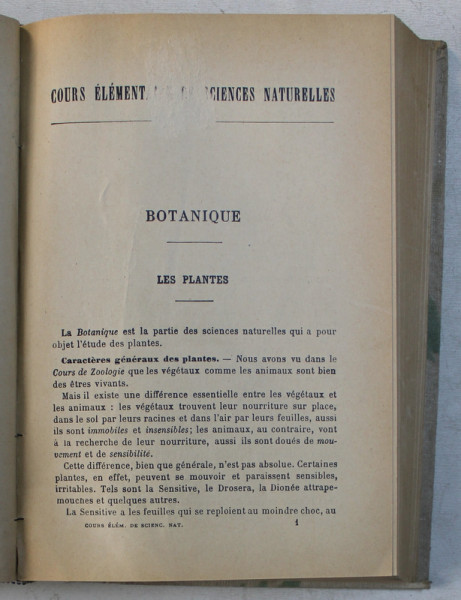 COURS ÉLÉMENT SCIENCES NATURELLES
BOTANIQUE
LES PLANTES
La Botanique est la partie des sciences naturelles qui a pour
objet l'étude des plantes.
Caractères généraux des plantes. — Nous avons vu dans le
Cours de Zoologie que les végétaux comme les animaux sont bien
des êtres vivants.
Mais il existe une différence essentielle entre les végétaux et
les animaux : les végétaux trouvent leur nourriture sur place,
dans le sol par leurs racines et dans l'air par leurs feuilles, aussi
ils sont immobiles et insensibles; les animaux, au contraire, vont
à la recherche de leur nourriture, aussi ils sont doués de mou-
vement et de sensibilité.
Cette différence, bien que générale, n'est pas absolue. Certaines
plantes, en effet, peuvent se mouvoir et paraissent sensibles,
irritables. Tels sont la Sensitive, le Drosera, la Dionée attrape-
mouches et quelques autres.
La Sensitive a les feuilles qui se reploient au moindre choc, au
COURS ÉLÉM. DE SCIENC. NAT. 1